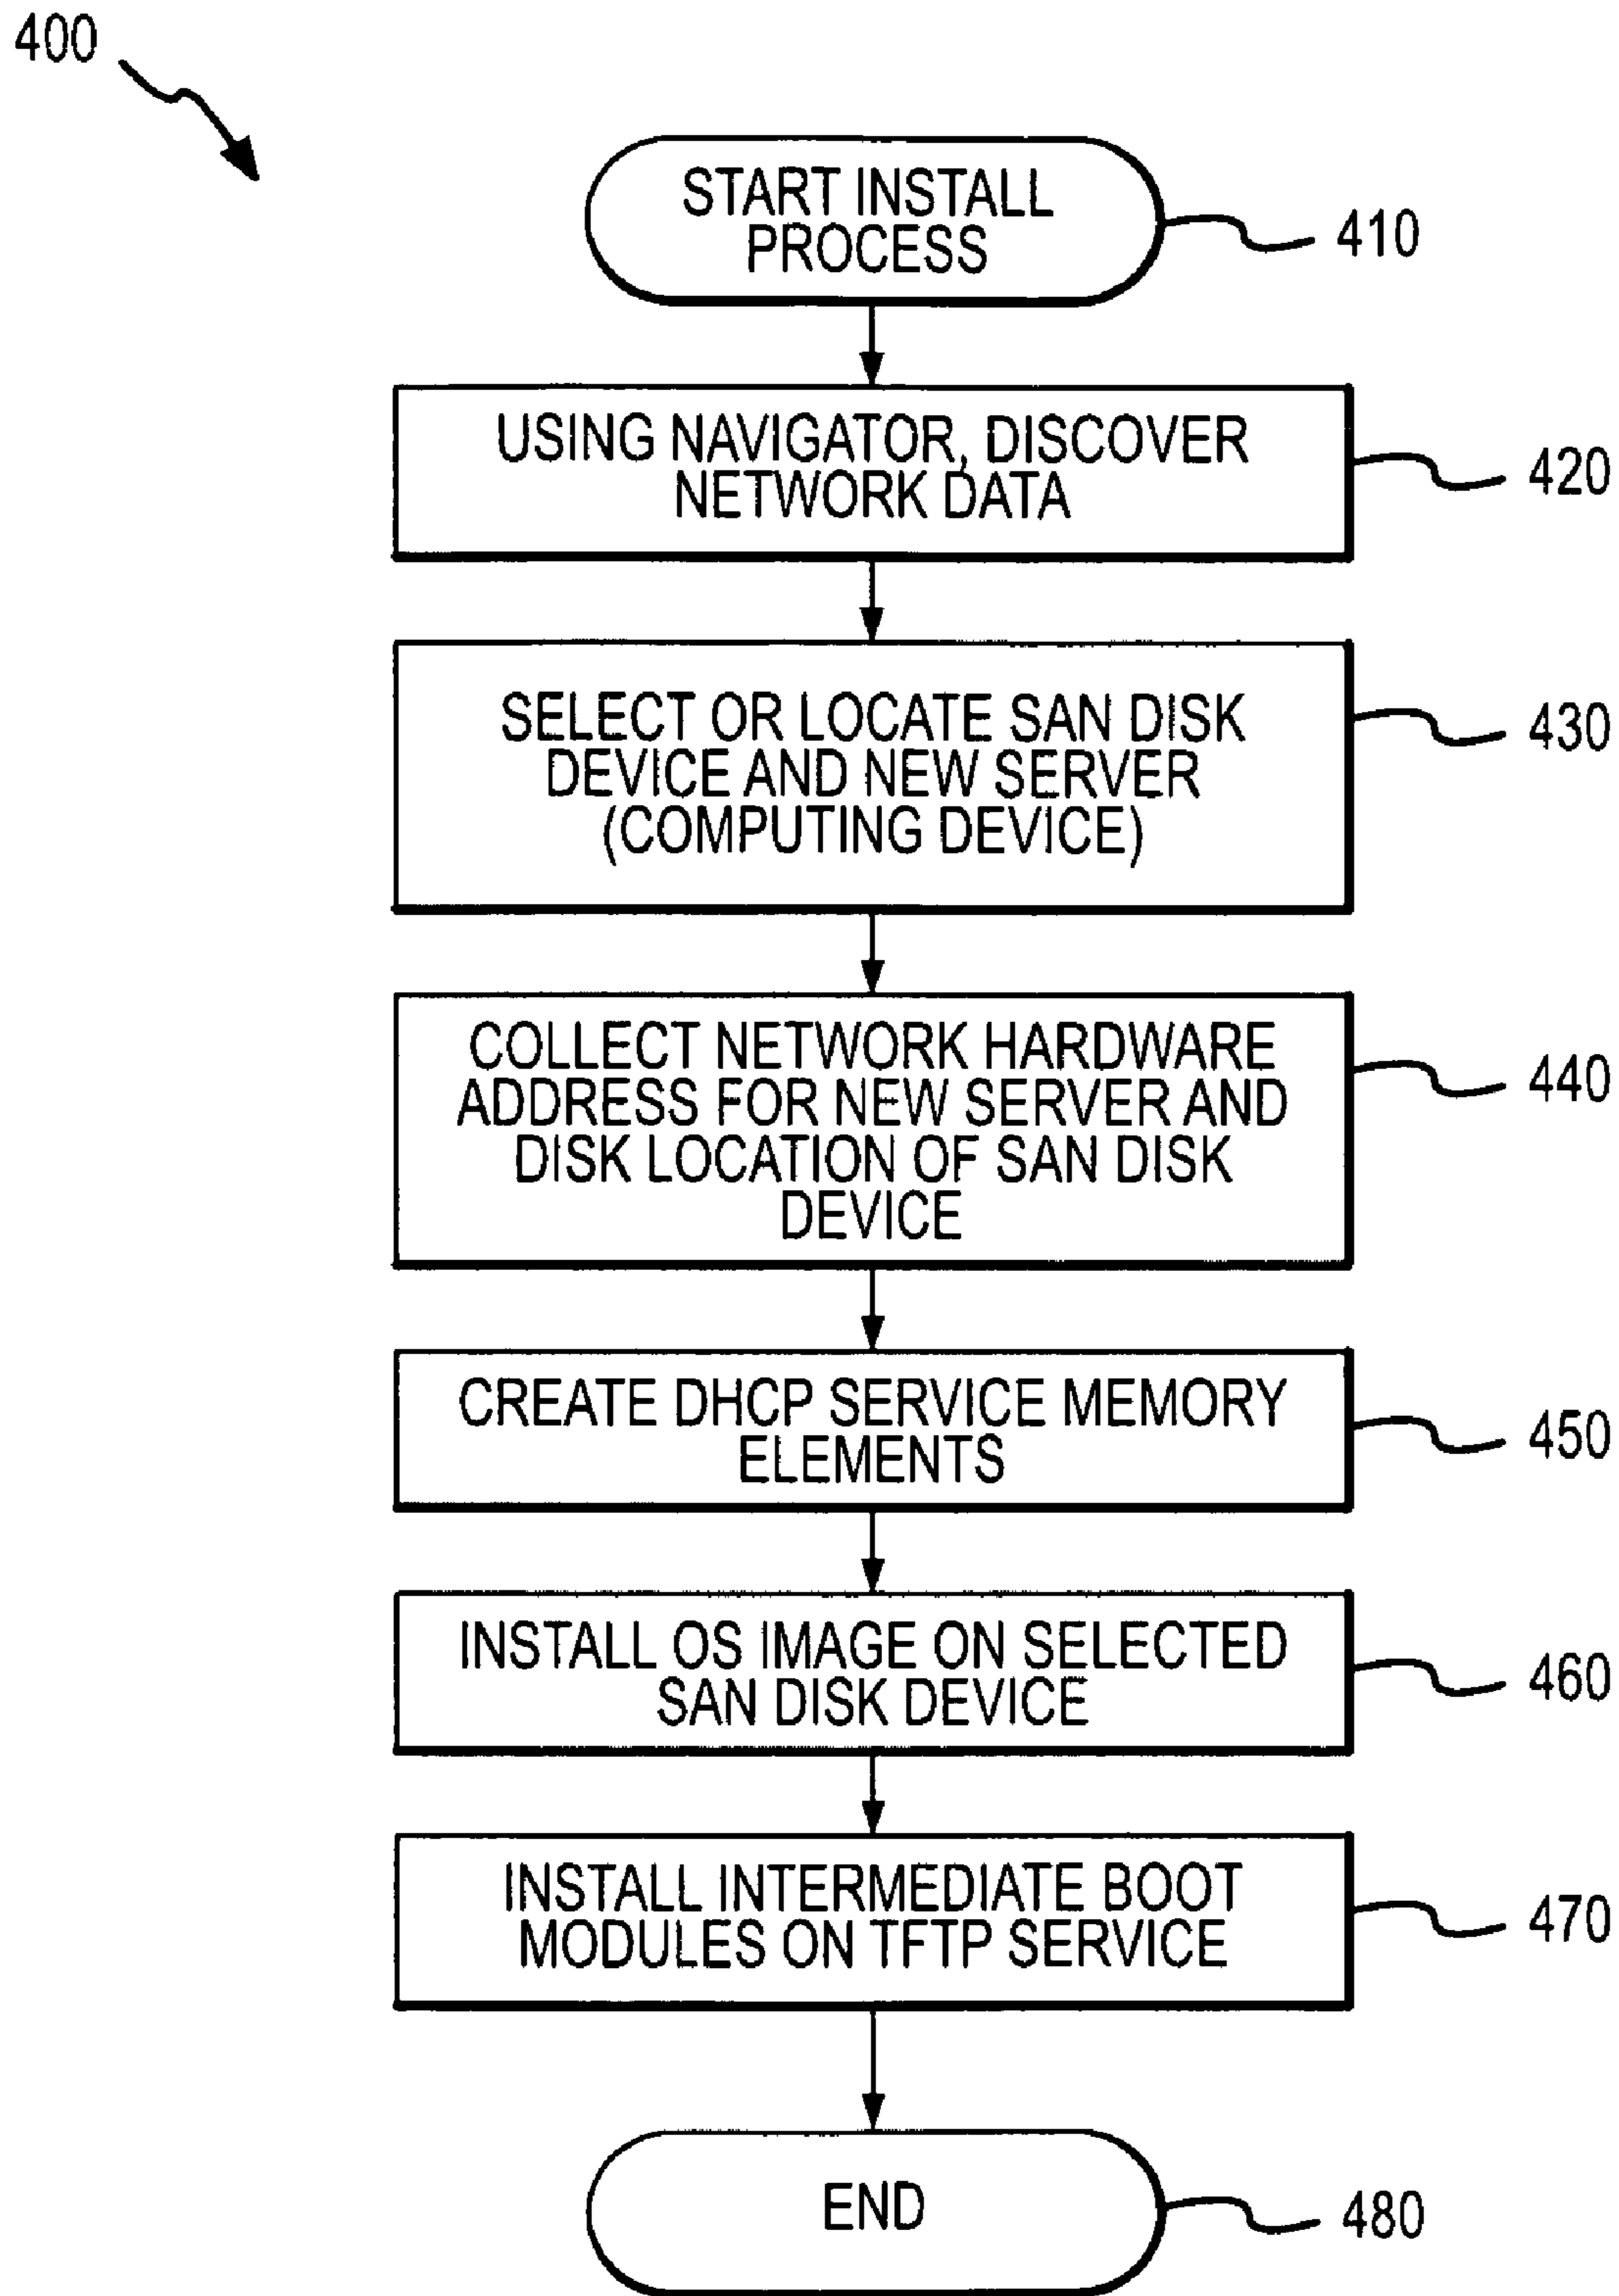 400
START INSTALL
PROCESS
410
USING NAVIGATOR, DISCOVER
NETWORK DATA
420
SELECT OR LOCATE SAN DISK
DEVICE AND NEW SERVER
(COMPUTING DEVICE)
430
COLLECT NETWORK HARDWARE
ADDRESS FOR NEW SERVER AND
DISK LOCATION OF SAN DISK
DEVICE
440
CREATE DHCP SERVICE MEMORY
ELEMENTS
450
INSTALL OS IMAGE ON SELECTED
SAN DISK DEVICE
460
INSTALL INTERMEDIATE BOOT
MODULES ON TFTP SERVICE
470
END
480